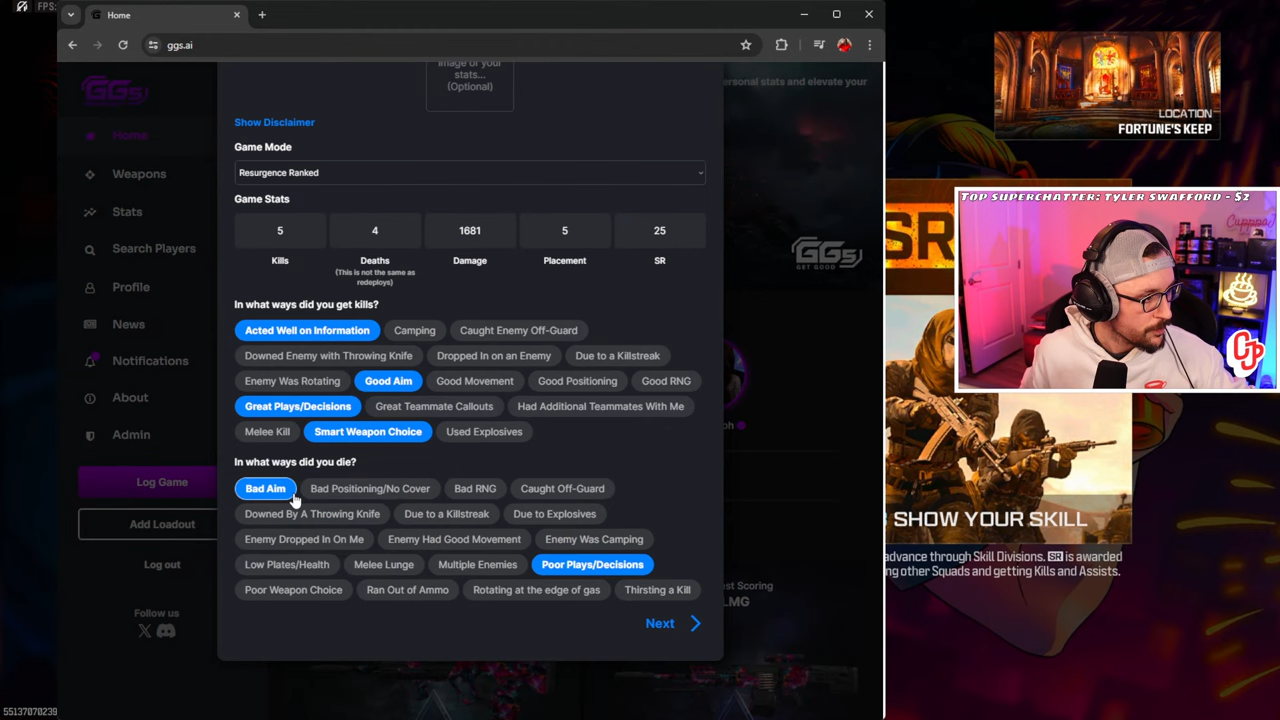 FPS:
Home
ggs.ai
GGs
Home
Weapons
Stats
Search Players
Profile
News
Notifications
About
Admin
Log Game
Add Loadout
Log out
Follow us
image of your
stats...
(Optional)
Show Disclaimer
Game Mode
Resurgence Ranked
Game Stats
5 4 1681 5 25
Kills Deaths Damage Placement SR
(This is not the same as
redeploys)
In what ways did you get kills?
Acted Well on Information Camping Caught Enemy Off-Guard
Downed Enemy with Throwing Knife Dropped In on an Enemy Due to a Killstreak
Enemy Was Rotating Good Aim Good Movement Good Positioning Good RNG
Great Plays/Decisions Great Teammate Callouts Had Additional Teammates With Me
Melee Kill Smart Weapon Choice Used Explosives
In what ways did you die?
Bad Aim Bad Positioning/No Cover Bad RNG Caught Off-Guard
Downed By A Throwing Knife Due to a Killstreak Due to Explosives
Enemy Dropped In On Me Enemy Had Good Movement Enemy Was Camping
Low Plates/Health Melee Lunge Multiple Enemies Poor Plays/Decisions
Poor Weapon Choice Ran Out of Ammo Rotating at the edge of gas Thirsting a Kill
Next
ersonal stats and elevate your
GGs
GET GOOD
est Scoring
LMG
LOCATION
FORTUNE'S KEEP
TOP SUPERCHATTER: TYLER SWAFFORD - $2
SR
CJP
SHOW YOUR SKILL
advance through Skill Divisions. SR is awarded
ng other Squads and getting Kills and Assists.
55137070239